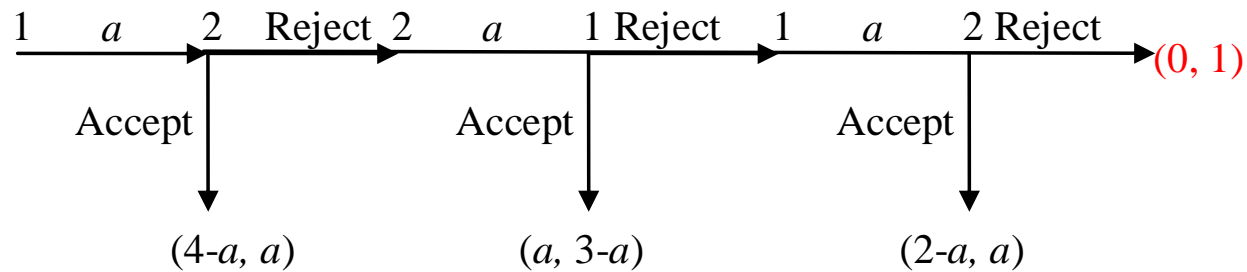 1 a 2 Reject 2 a 1 Reject 1 a 2 Reject
(0, 1)
Accept Accept Accept
(4-a, a) (a, 3-a) (2-a, a)